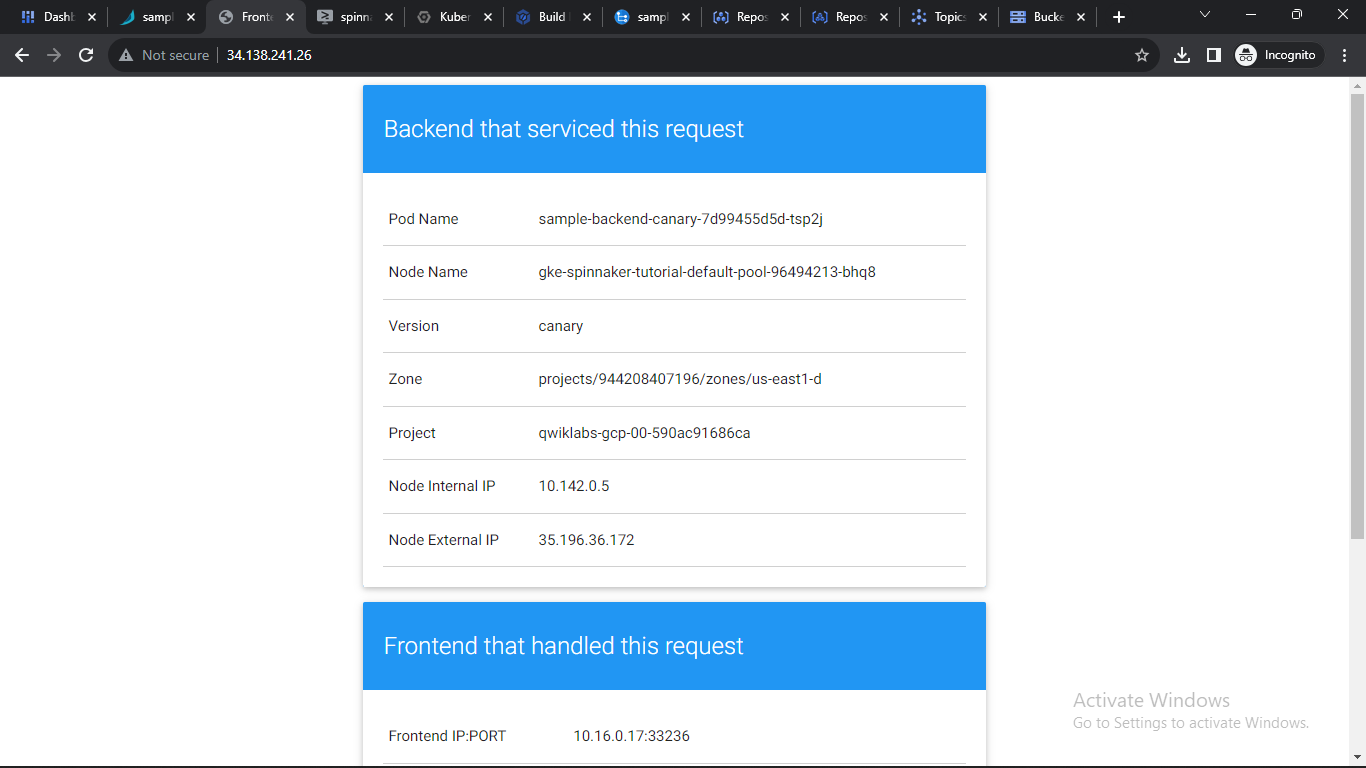 Dashb
sampl
Fronte
spinna
Kuber
Build
sampl
Repos
Repos
Topics
Bucke
Not secure
34.138.241.26
Incognito
Backend that serviced this request
Pod Name sample-backend-canary-7d99455d5d-tsp2j
Node Name gke-spinnaker-tutorial-default-pool-96494213-bhq8
Version canary
Zone projects/944208407196/zones/us-east1-d
Project qwiklabs-gcp-00-590ac91686ca
Node Internal IP 10.142.0.5
Node External IP 35.196.36.172
Frontend that handled this request
Frontend IP:PORT 10.16.0.17:33236
Activate Windows
Go to Settings to activate Windows.